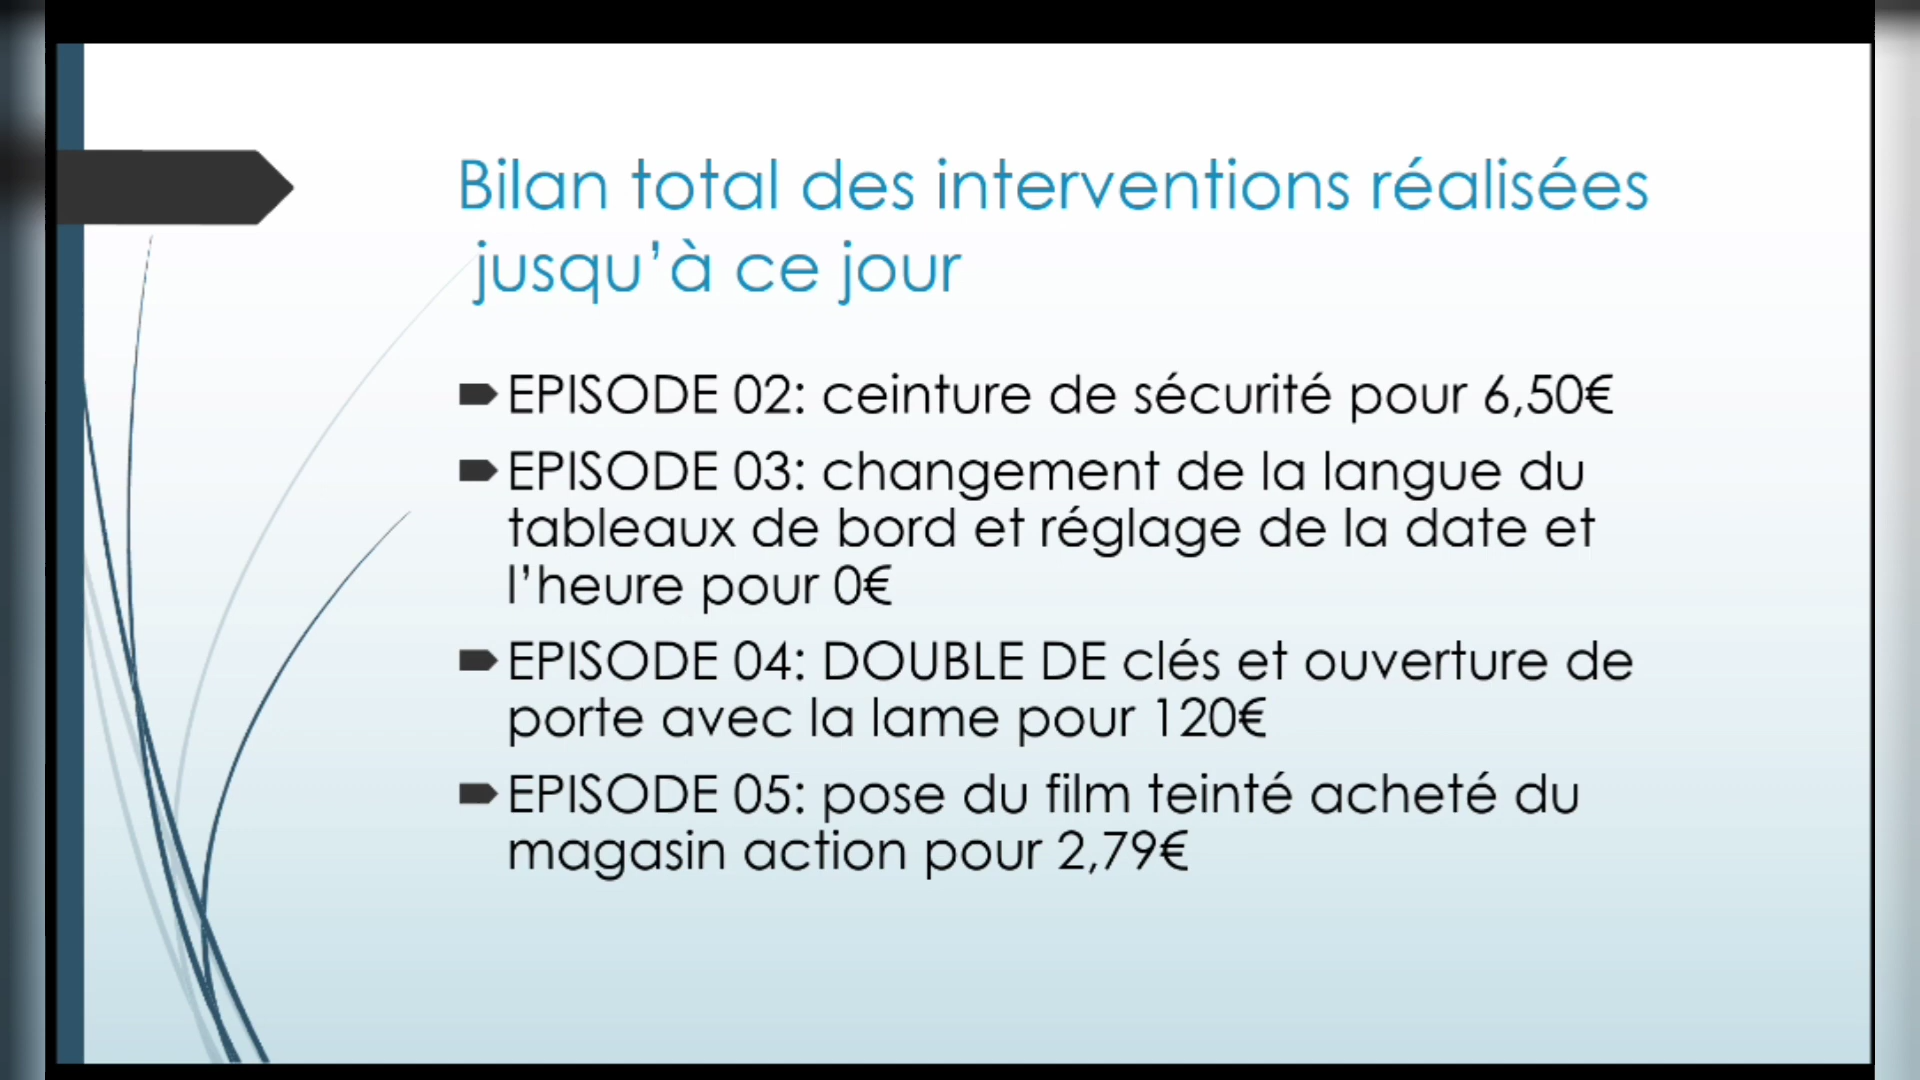 Bilan total des interventions réalisées
jusqu’à ce jour
EPISODE 02: ceinture de sécurité pour 6,50€
EPISODE 03: changement de la langue du
tableaux de bord et réglage de la date et
l’heure pour 0€
EPISODE 04: DOUBLE DE clés et ouverture de
porte avec la lame pour 120€
EPISODE 05: pose du film teinté acheté du
magasin action pour 2,79€